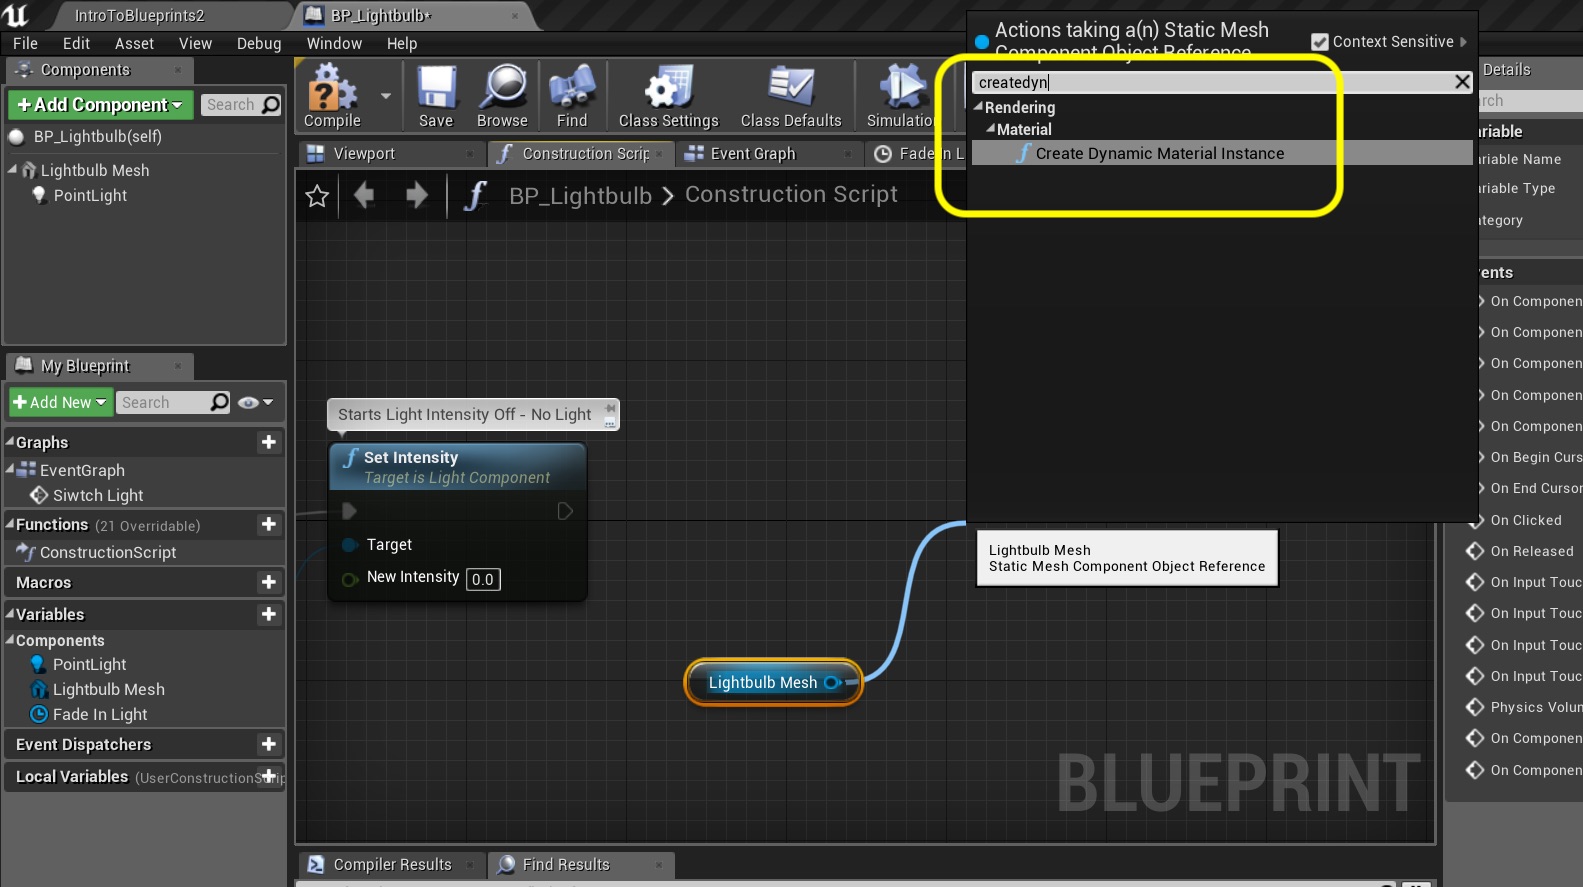 IntroToBlueprints2
BP_Lightbulb*
File Edit Asset View Debug Window Help
Components
+Add Component
Search
BP_Lightbulb(self)
Lightbulb Mesh
PointLight
My Blueprint
+Add New
Search
Graphs
EventGraph
Siwtch Light
Functions (21 Overridable)
ConstructionScript
Macros
Variables
Components
PointLight
Lightbulb Mesh
Fade In Light
Event Dispatchers
Local Variables (UserConstructionScrip
Compile
Save
Browse
Find
Class Settings
Class Defaults
Simulation
Viewport
Construction Scrip
Event Graph
Fade In L
BP_Lightbulb > Construction Script
Starts Light Intensity Off - No Light
Set Intensity
Target is Light Component
Target
New Intensity 0.0
Lightbulb Mesh
Actions taking a(n) Static Mesh
Component Object Reference
Context Sensitive
createdyn
Rendering
Material
Create Dynamic Material Instance
Lightbulb Mesh
Static Mesh Component Object Reference
BLUEPRINT
Compiler Results
Find Results
Details
rch
ariable
ariable Name
ariable Type
ategory
ents
On Componen
On Componen
On Componen
On Componen
On Componen
On Begin Curs
On End Cursor
On Clicked
On Released
On Input Touc
On Input Touc
On Input Touc
On Input Touc
Physics Volun
On Componen
On Componen